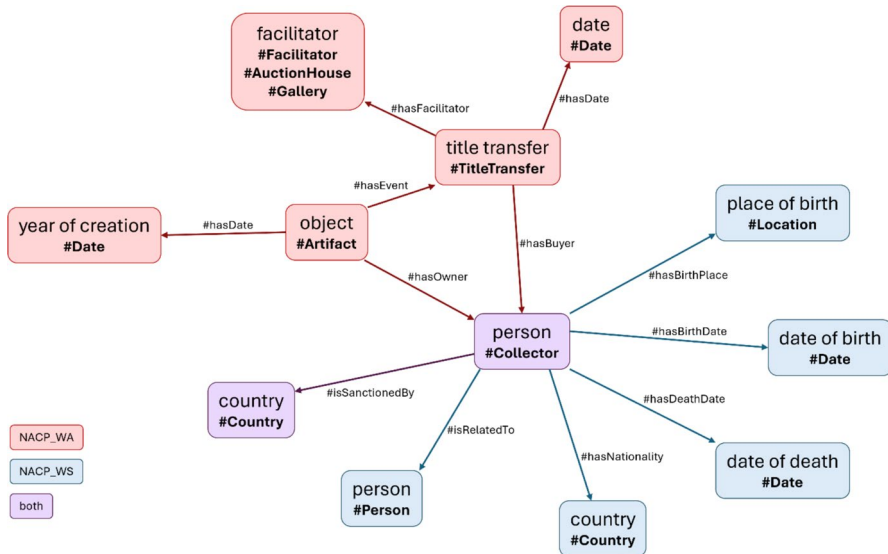 facilitator
#Facilitator
#AuctionHouse
#Gallery
date
#Date
#hasFacilitator
#hasDate
title transfer
#TitleTransfer
#hasEvent
year of creation
#Date
#hasDate
object
#Artifact
#hasBuyer
place of birth
#Location
#hasOwner
#hasBirthPlace
person
#Collector
#hasBirthDate
date of birth
#Date
country
#Country
#isSanctionedBy
#hasDeathDate
#isRelatedTo
#hasNationality
date of death
#Date
person
#Person
country
#Country
NACP_WA
NACP_WS
both